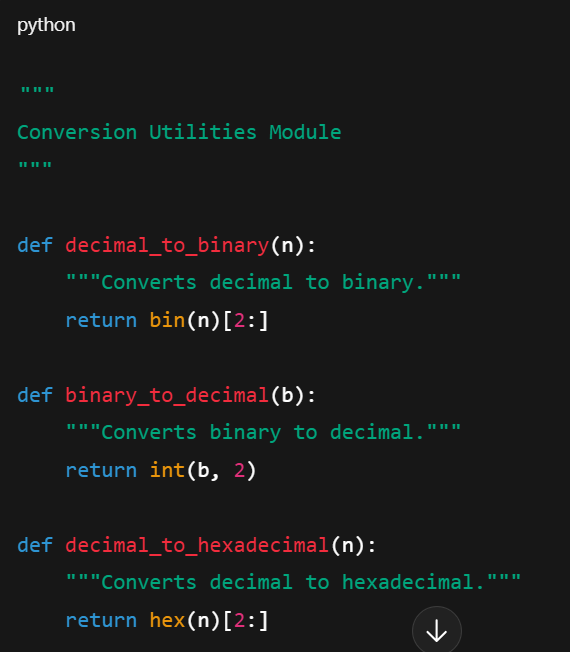 python
"""
Conversion Utilities Module
"""
def decimal_to_binary(n):
    """Converts decimal to binary."""
    return bin(n)[2:]
def binary_to_decimal(b):
    """Converts binary to decimal."""
    return int(b, 2)
def decimal_to_hexadecimal(n):
    """Converts decimal to hexadecimal."""
    return hex(n)[2:]